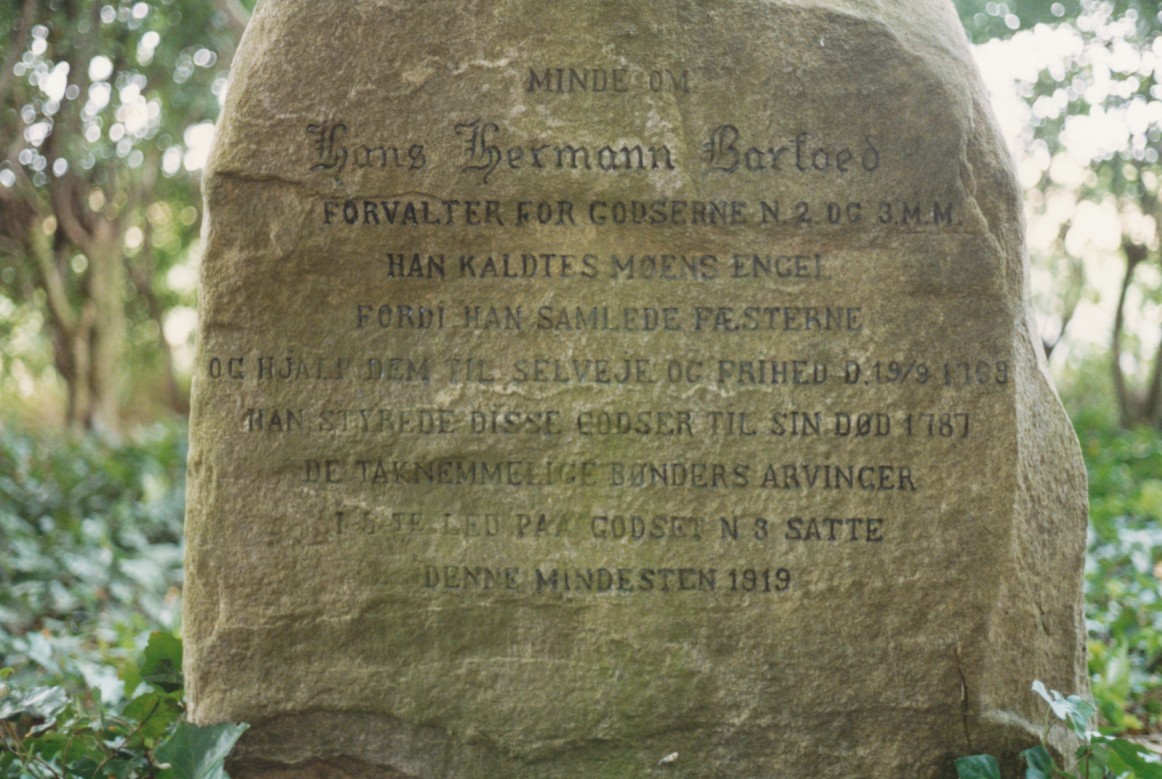 MINDE OM
Hans Hermann Barfoed
FORVALTER FOR GODSERNE N. 2. OG 3. M.M.
HAN KALDTES MØENS ENGEL
FORDI HAN SAMLEDE FÆSTERNE
OG HJALP DEM TIL SELVEJE OG FRIHED D. 19/9 1769
HAN STYREDE DISSE GODSER TIL SIN DØD 1787
DE TAKNEMMELIGE BØNDERS ARVINGER
LED PAA GODSET N 3 SATTE
DENNE MINDESTEN 1919